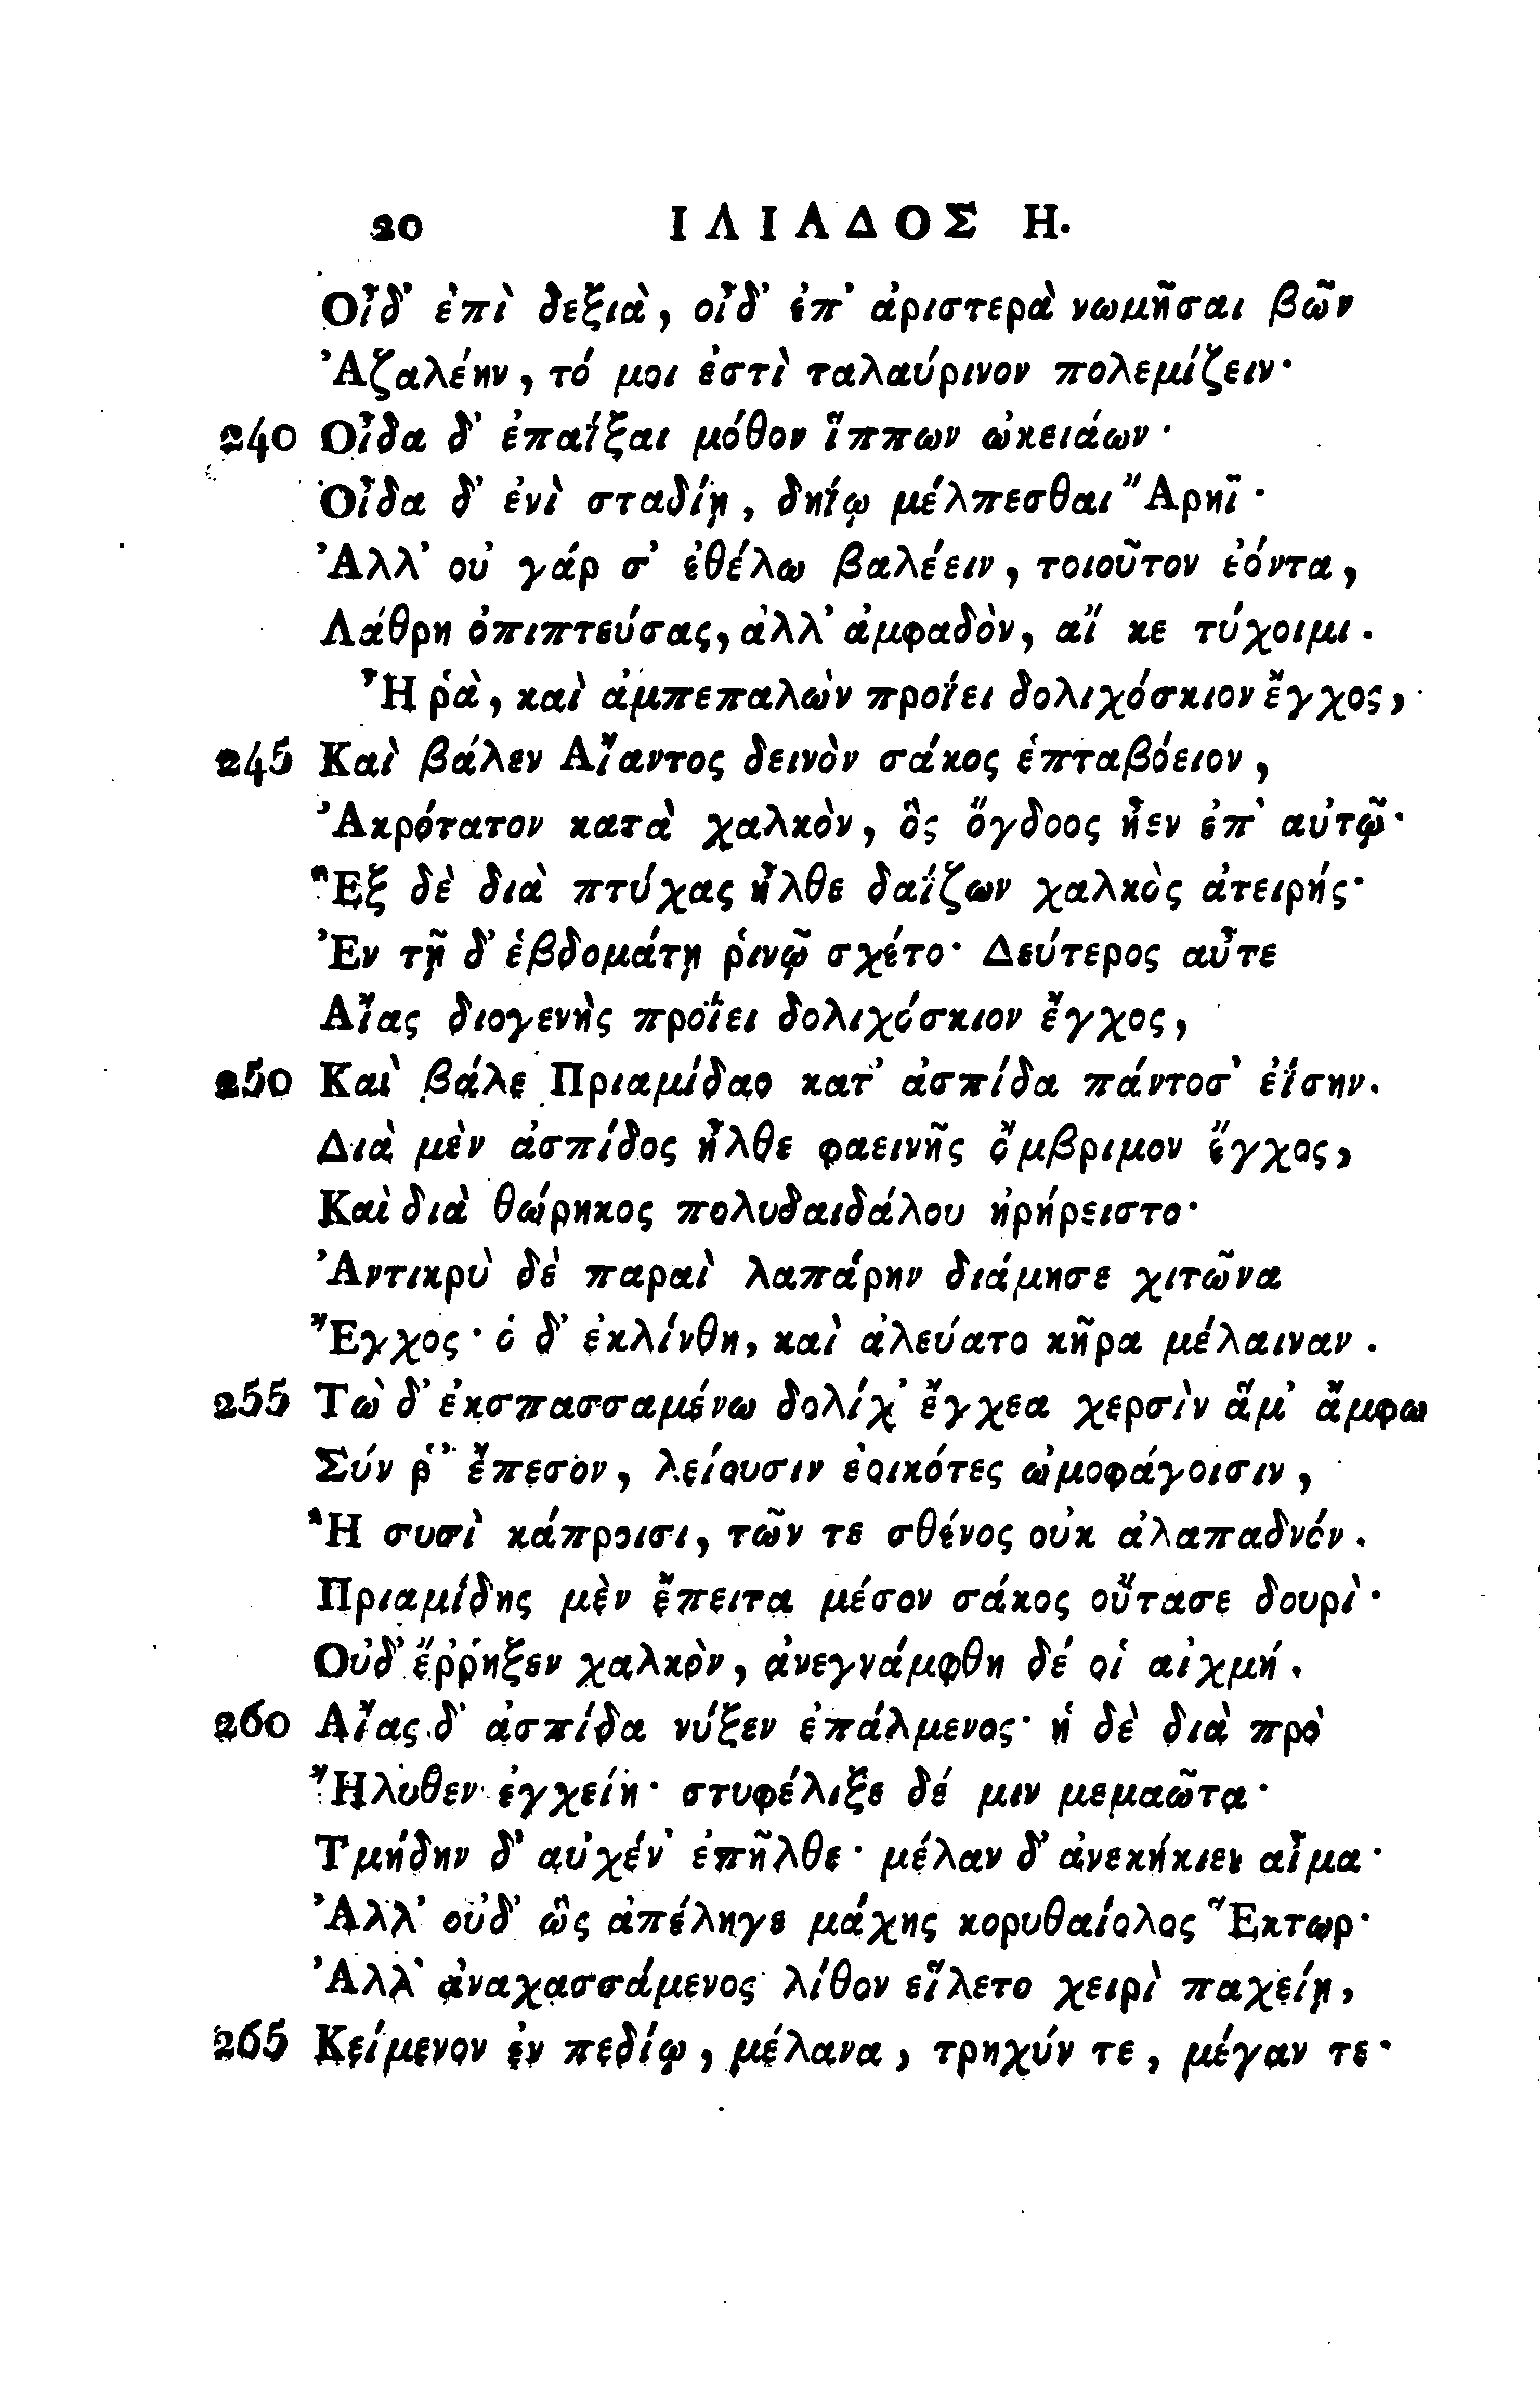 20 ΙΛΙΑΔΟΣ Η.
Οἶδ᾽ ἐπὶ δεξιὰ, οἶδ᾽ ἐπ᾽ ἀριστερὰ νωμῆσαι βῶν
Ἀζαλέην, τό μοι ἐστὶ ταλαύρινον πολεμίζειν·
240 Οἶδα δ᾽ ἐπαΐξαι μόθον ἵππων ὠκειάων·
Οἶδα δ᾽ ἐνὶ σταδίῃ, δηΐῳ μέλπεσθαι Ἄρηϊ·
Ἀλλ᾽ οὐ γάρ σ᾽ ἐθέλω βαλέειν, τοιοῦτον ἐόντα,
Λάθρη ὀπιπτεύσας, ἀλλ᾽ ἀμφαδὸν, αἴ κε τύχοιμι.
Ἦ ῥὰ, καὶ ἀμπεπαλὼν προΐει δολιχόσκιον ἔγχος,
245 Καὶ βάλεν Αἴαντος δεινὸν σάκος ἑπταβόειον,
Ἀκρότατον κατὰ χαλκὸν, ὃς ὄγδοος ἦεν ἐπ᾽ αὐτῷ·
Ἓξ δὲ διὰ πτύχας ἦλθε δαΐζων χαλκὸς ἀτειρής·
Ἐν τῇ δ᾽ ἑβδομάτῃ ῥινῷ σχέτο· Δεύτερος αὖτε
Αἴας διογενὴς προΐει δολιχόσκιον ἔγχος,
250 Καὶ βάλε Πριαμίδαο κατ᾽ ἀσπίδα πάντοσ᾽ ἐΐσην.
Διὰ μὲν ἀσπίδος ἦλθε φαεινῆς ὄμβριμον ἔγχος,
Καὶ διὰ θώρηκος πολυδαιδάλου ἠρήρειστο·
Ἀντικρὺ δὲ παραὶ λαπάρην διάμησε χιτῶνα
Ἔγχος· ὁ δ᾽ ἐκλίνθη, καὶ ἀλεύατο κῆρα μέλαιναν.
255 Τὼ δ᾽ ἐκσπασσαμένω δολίχ᾽ ἔγχεα χερσὶν ἅμ᾽ ἄμφω
Σύν ῥ᾽ ἔπεσον, λείουσιν ἐοικότες ὠμοφάγοισιν,
Ἢ συσὶ κάπροισι, τῶν τε σθένος οὐκ ἀλαπαδνόν.
Πριαμίδης μὲν ἔπειτα μέσον σάκος οὔτασε δουρὶ·
Οὐδ᾽ ἔῤῥηξεν χαλκὸν, ἀνεγνάμφθη δέ οἱ αἰχμή.
260 Αἴας δ᾽ ἀσπίδα νύξεν ἐπάλμενος· ἡ δὲ διὰ πρὸ
Ἤλυθεν ἐγχείη· στυφέλιξε δέ μιν μεμαῶτα·
Τμήδην δ᾽ αὐχέν᾽ ἐπῆλθε· μέλαν δ᾽ ἀνεκήκιεν αἷμα·
Ἀλλ᾽ οὐδ᾽ ὣς ἀπέληγε μάχης κορυθαίολος Ἕκτωρ·
Ἀλλ᾽ ἀναχασσάμενος λίθον εἵλετο χειρὶ παχείῃ,
265 Κείμενον ἐν πεδίῳ, μέλανα, τρηχύν τε, μέγαν τε·